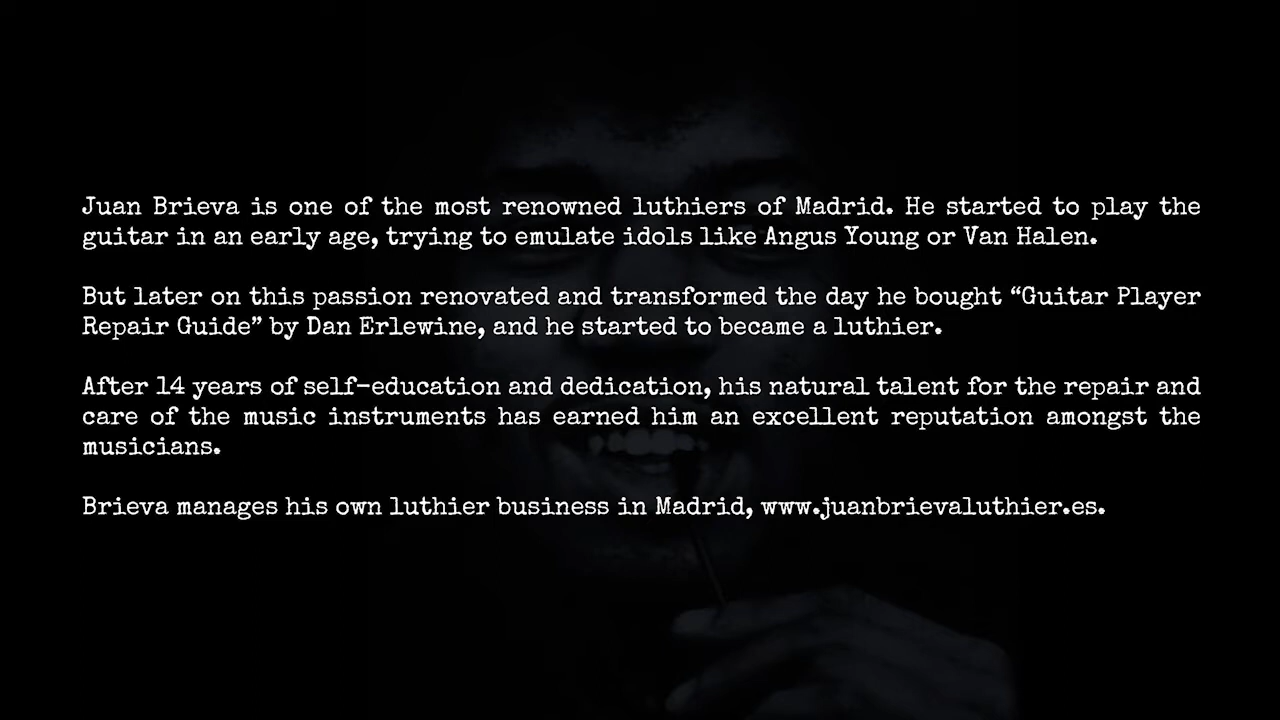 Juan Brieva is one of the most renowned luthiers of Madrid. He started to play the
guitar in an early age, trying to emulate idols like Angus Young or Van Halen.
But later on this passion renovated and transformed the day he bought “Guitar Player
Repair Guide” by Dan Erlewine, and he started to became a luthier.
After 14 years of self-education and dedication, his natural talent for the repair and
care of the music instruments has earned him an excellent reputation amongst the
musicians.
Brieva manages his own luthier business in Madrid, www.juanbrievaluthier.es.